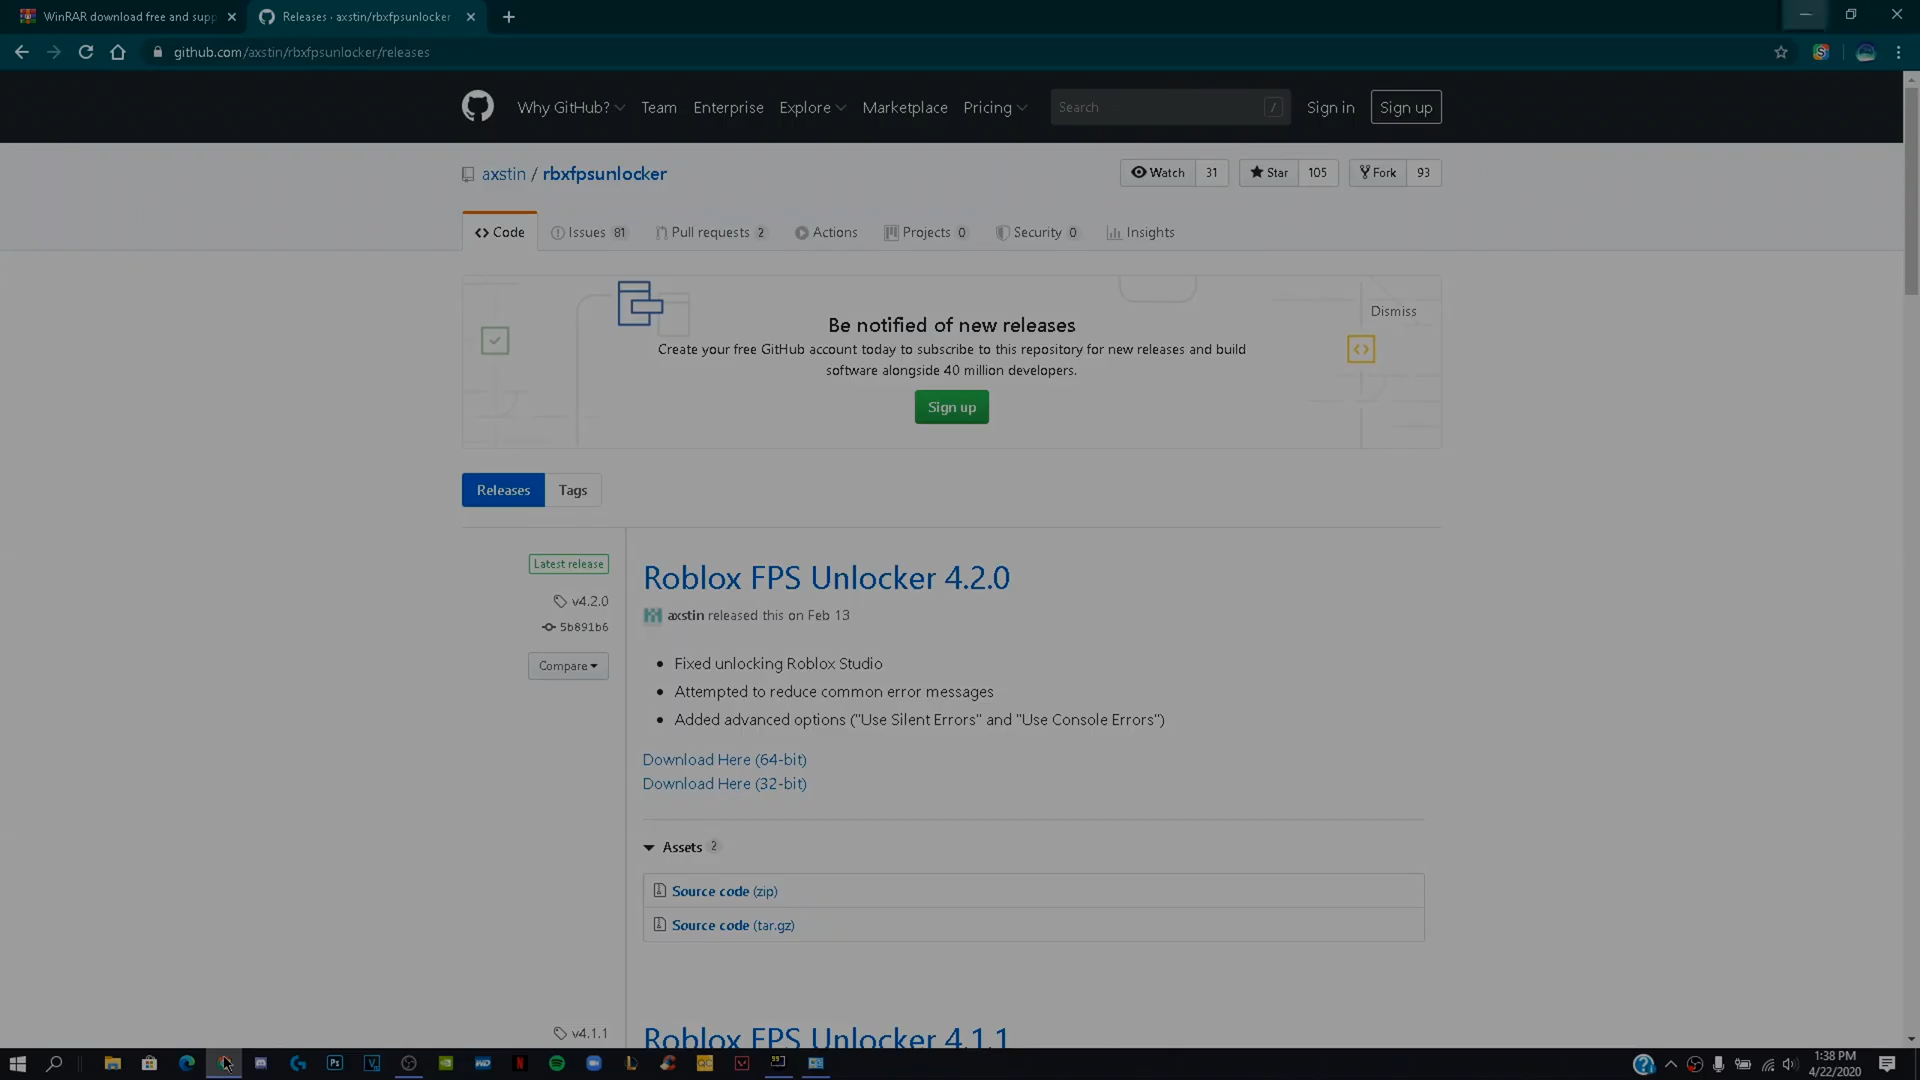 WinRAR download free and supp
Releases · axstin/rbxfpsunlocker
github.com/axstin/rbxfpsunlocker/releases
Why GitHub? Team Enterprise Explore Marketplace Pricing Search / Sign in Sign up
axstin / rbxfpsunlocker
Watch 31 Star 105 Fork 93
Code Issues 81 Pull requests 2 Actions Projects 0 Security 0 Insights
Dismiss
Be notified of new releases
Create your free GitHub account today to subscribe to this repository for new releases and build
software alongside 40 million developers.
Sign up
Releases Tags
Latest release
v4.2.0
5b891b6
Compare
Roblox FPS Unlocker 4.2.0
axstin released this on Feb 13
Fixed unlocking Roblox Studio
Attempted to reduce common error messages
Added advanced options ("Use Silent Errors" and "Use Console Errors")
Download Here (64-bit)
Download Here (32-bit)
Assets 2
Source code (zip)
Source code (tar.gz)
v4.1.1
Roblox FPS Unlocker 4.1.1
Ps
WD
1:38 PM
4/22/2020